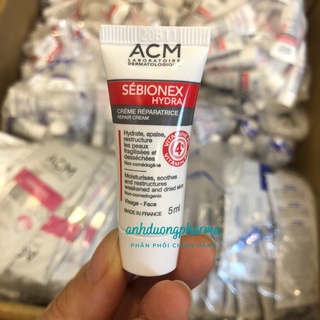 ACM
LABORATOIRE
DERMATOLOGIQUE
SÉBIONEX
HYDRA
CRÈME RÉPARATRICE
REPAIR CREAM
Hydrate, apaise,
restructure
les peaux
fragilisées et
desséchées
Non comédogène
Moisturises, soothes
and restructures
weakened and dried skin
Non-comedogenic
Visage - Face
MADE IN FRANCE
5ml
4
anhduongpharma
PHÂN PHỐI CHÍNH HÃNG